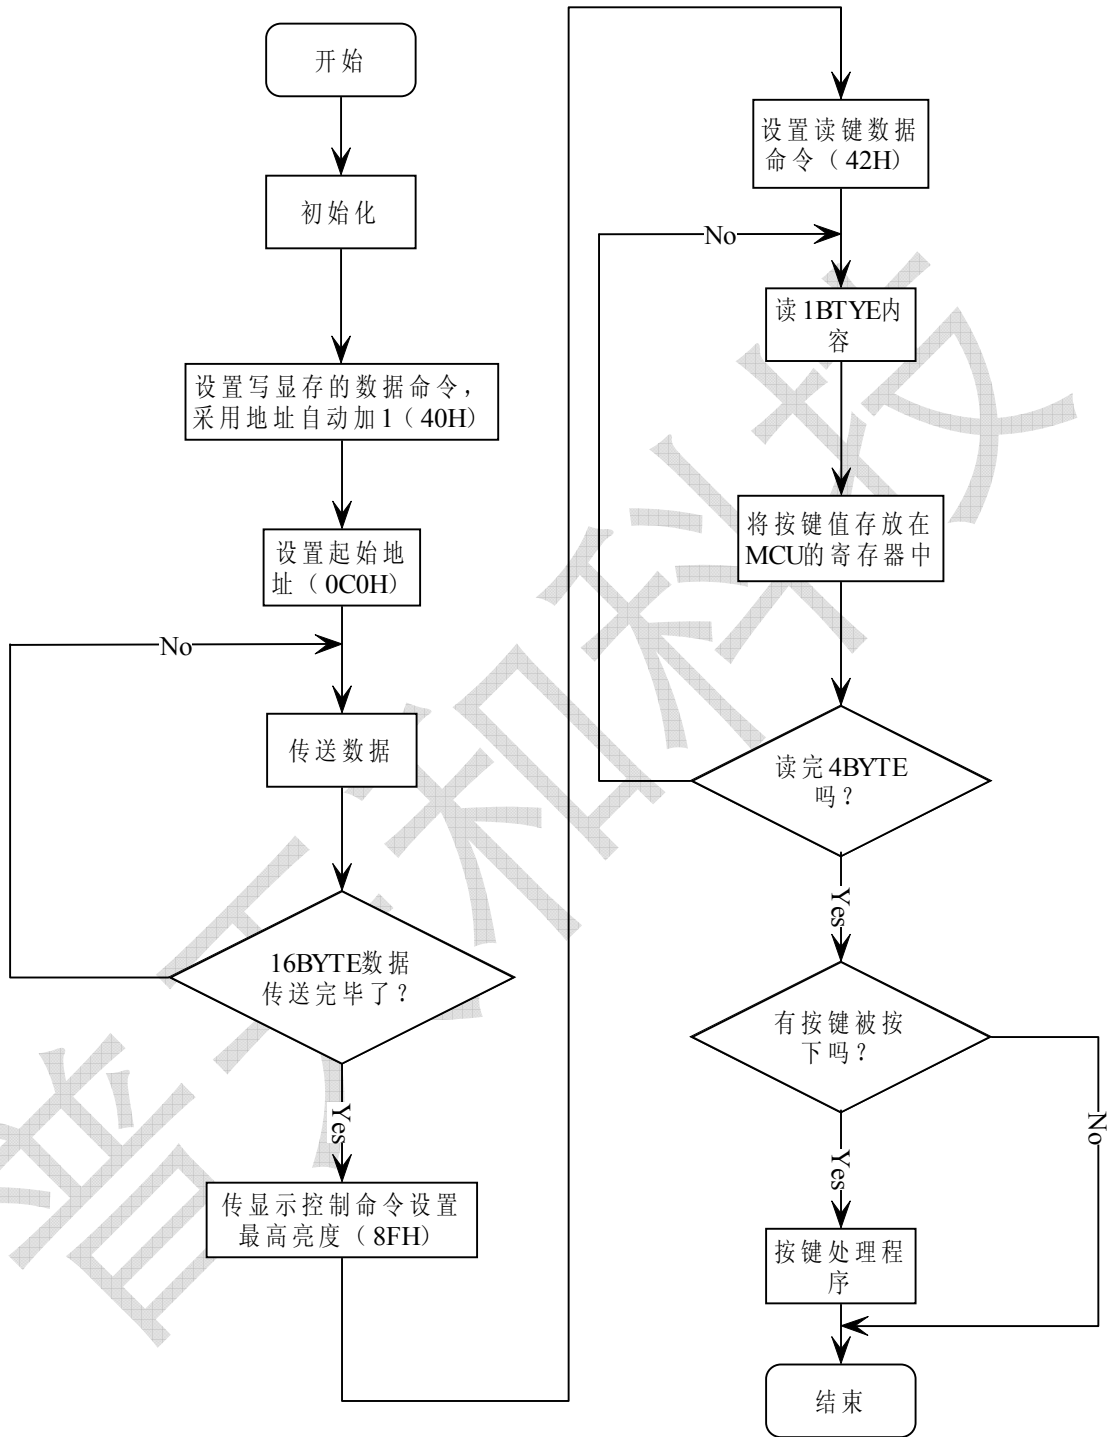 开始
初始化
设置写显存的数据命令，
采用地址自动加1（40H）
设置起始地
址（0C0H）
No
传送数据
16BYTE数据
传送完毕了？
Yes
传显示控制命令设置
最高亮度（8FH）
设置读键数据
命令（42H）
No
读1BTYE内
容
将按键值存放在
MCU的寄存器中
读完4BYTE
吗？
Yes
有按键被按
下吗？
No
Yes
按键处理程
序
结束
普天和科技